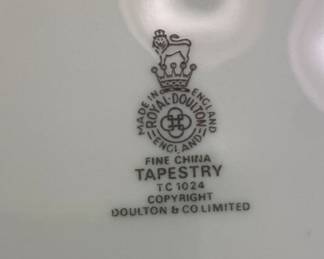 MADE IN ENGLAND
ROYAL DOULTON
ENGLAND
FINE CHINA
TAPESTRY
TC 1024
COPYRIGHT
DOULTON & CO LIMITED